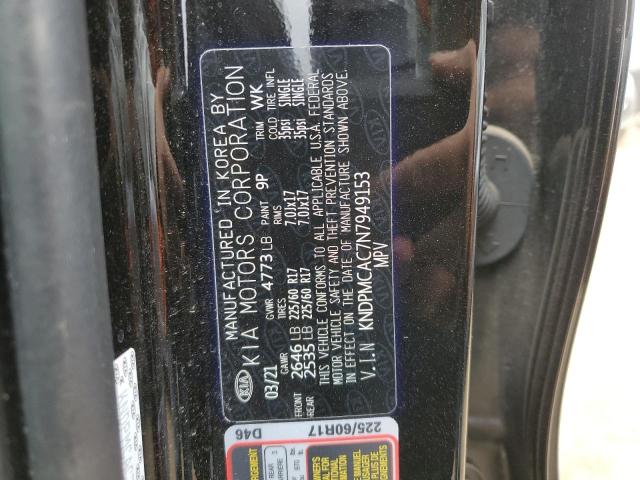 MANUFACTURED IN KOREA BY
KIA KIA MOTORS CORPORATION
03/21 GVWR 4773 LB PAINT 9P TRIM WK
GAWR TIRES RIMS COLD TIRE INFL
FRONT 2646 LB 225/60 R17 7.0Jx17 35psi SINGLE
REAR 2535 LB 225/60 R17 7.0Jx17 35psi SINGLE
THIS VEHICLE CONFORMS TO ALL APPLICABLE U.S.A. FEDERAL
MOTOR VEHICLE SAFETY AND THEFT PREVENTION STANDARDS
IN EFFECT ON THE DATE OF MANUFACTURE SHOWN ABOVE.
V.I.N KNDPMCAC7N7949153
MPV
D46
225/60R17